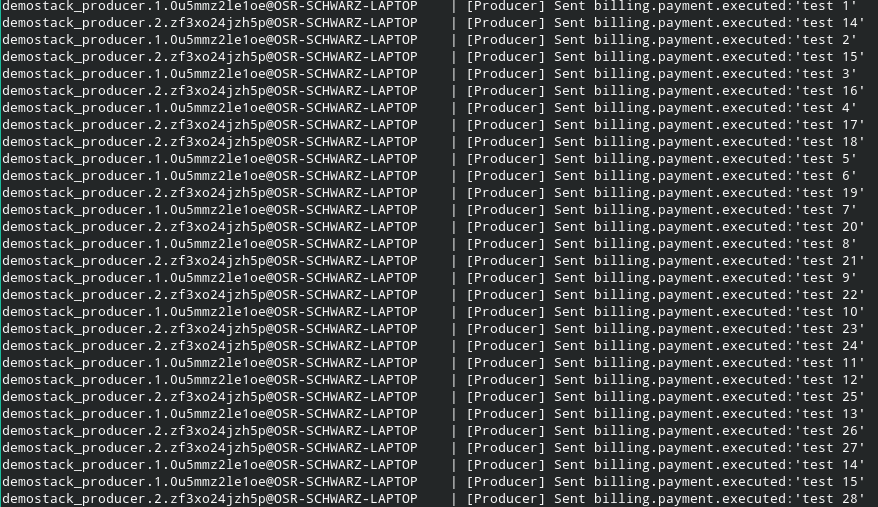 demostack_producer.1.0u5mmz2le1oe@OSR-SCHWARZ-LAPTOP    | [Producer] Sent billing.payment.executed:'test 1'
demostack_producer.2.zf3xo24jzh5p@OSR-SCHWARZ-LAPTOP    | [Producer] Sent billing.payment.executed:'test 14'
demostack_producer.1.0u5mmz2le1oe@OSR-SCHWARZ-LAPTOP    | [Producer] Sent billing.payment.executed:'test 2'
demostack_producer.2.zf3xo24jzh5p@OSR-SCHWARZ-LAPTOP    | [Producer] Sent billing.payment.executed:'test 15'
demostack_producer.1.0u5mmz2le1oe@OSR-SCHWARZ-LAPTOP    | [Producer] Sent billing.payment.executed:'test 3'
demostack_producer.2.zf3xo24jzh5p@OSR-SCHWARZ-LAPTOP    | [Producer] Sent billing.payment.executed:'test 16'
demostack_producer.1.0u5mmz2le1oe@OSR-SCHWARZ-LAPTOP    | [Producer] Sent billing.payment.executed:'test 4'
demostack_producer.2.zf3xo24jzh5p@OSR-SCHWARZ-LAPTOP    | [Producer] Sent billing.payment.executed:'test 17'
demostack_producer.2.zf3xo24jzh5p@OSR-SCHWARZ-LAPTOP    | [Producer] Sent billing.payment.executed:'test 18'
demostack_producer.1.0u5mmz2le1oe@OSR-SCHWARZ-LAPTOP    | [Producer] Sent billing.payment.executed:'test 5'
demostack_producer.1.0u5mmz2le1oe@OSR-SCHWARZ-LAPTOP    | [Producer] Sent billing.payment.executed:'test 6'
demostack_producer.2.zf3xo24jzh5p@OSR-SCHWARZ-LAPTOP    | [Producer] Sent billing.payment.executed:'test 19'
demostack_producer.1.0u5mmz2le1oe@OSR-SCHWARZ-LAPTOP    | [Producer] Sent billing.payment.executed:'test 7'
demostack_producer.2.zf3xo24jzh5p@OSR-SCHWARZ-LAPTOP    | [Producer] Sent billing.payment.executed:'test 20'
demostack_producer.1.0u5mmz2le1oe@OSR-SCHWARZ-LAPTOP    | [Producer] Sent billing.payment.executed:'test 8'
demostack_producer.2.zf3xo24jzh5p@OSR-SCHWARZ-LAPTOP    | [Producer] Sent billing.payment.executed:'test 21'
demostack_producer.1.0u5mmz2le1oe@OSR-SCHWARZ-LAPTOP    | [Producer] Sent billing.payment.executed:'test 9'
demostack_producer.2.zf3xo24jzh5p@OSR-SCHWARZ-LAPTOP    | [Producer] Sent billing.payment.executed:'test 22'
demostack_producer.1.0u5mmz2le1oe@OSR-SCHWARZ-LAPTOP    | [Producer] Sent billing.payment.executed:'test 10'
demostack_producer.2.zf3xo24jzh5p@OSR-SCHWARZ-LAPTOP    | [Producer] Sent billing.payment.executed:'test 23'
demostack_producer.2.zf3xo24jzh5p@OSR-SCHWARZ-LAPTOP    | [Producer] Sent billing.payment.executed:'test 24'
demostack_producer.1.0u5mmz2le1oe@OSR-SCHWARZ-LAPTOP    | [Producer] Sent billing.payment.executed:'test 11'
demostack_producer.1.0u5mmz2le1oe@OSR-SCHWARZ-LAPTOP    | [Producer] Sent billing.payment.executed:'test 12'
demostack_producer.2.zf3xo24jzh5p@OSR-SCHWARZ-LAPTOP    | [Producer] Sent billing.payment.executed:'test 25'
demostack_producer.1.0u5mmz2le1oe@OSR-SCHWARZ-LAPTOP    | [Producer] Sent billing.payment.executed:'test 13'
demostack_producer.2.zf3xo24jzh5p@OSR-SCHWARZ-LAPTOP    | [Producer] Sent billing.payment.executed:'test 26'
demostack_producer.2.zf3xo24jzh5p@OSR-SCHWARZ-LAPTOP    | [Producer] Sent billing.payment.executed:'test 27'
demostack_producer.1.0u5mmz2le1oe@OSR-SCHWARZ-LAPTOP    | [Producer] Sent billing.payment.executed:'test 14'
demostack_producer.1.0u5mmz2le1oe@OSR-SCHWARZ-LAPTOP    | [Producer] Sent billing.payment.executed:'test 15'
demostack_producer.2.zf3xo24jzh5p@OSR-SCHWARZ-LAPTOP    | [Producer] Sent billing.payment.executed:'test 28'